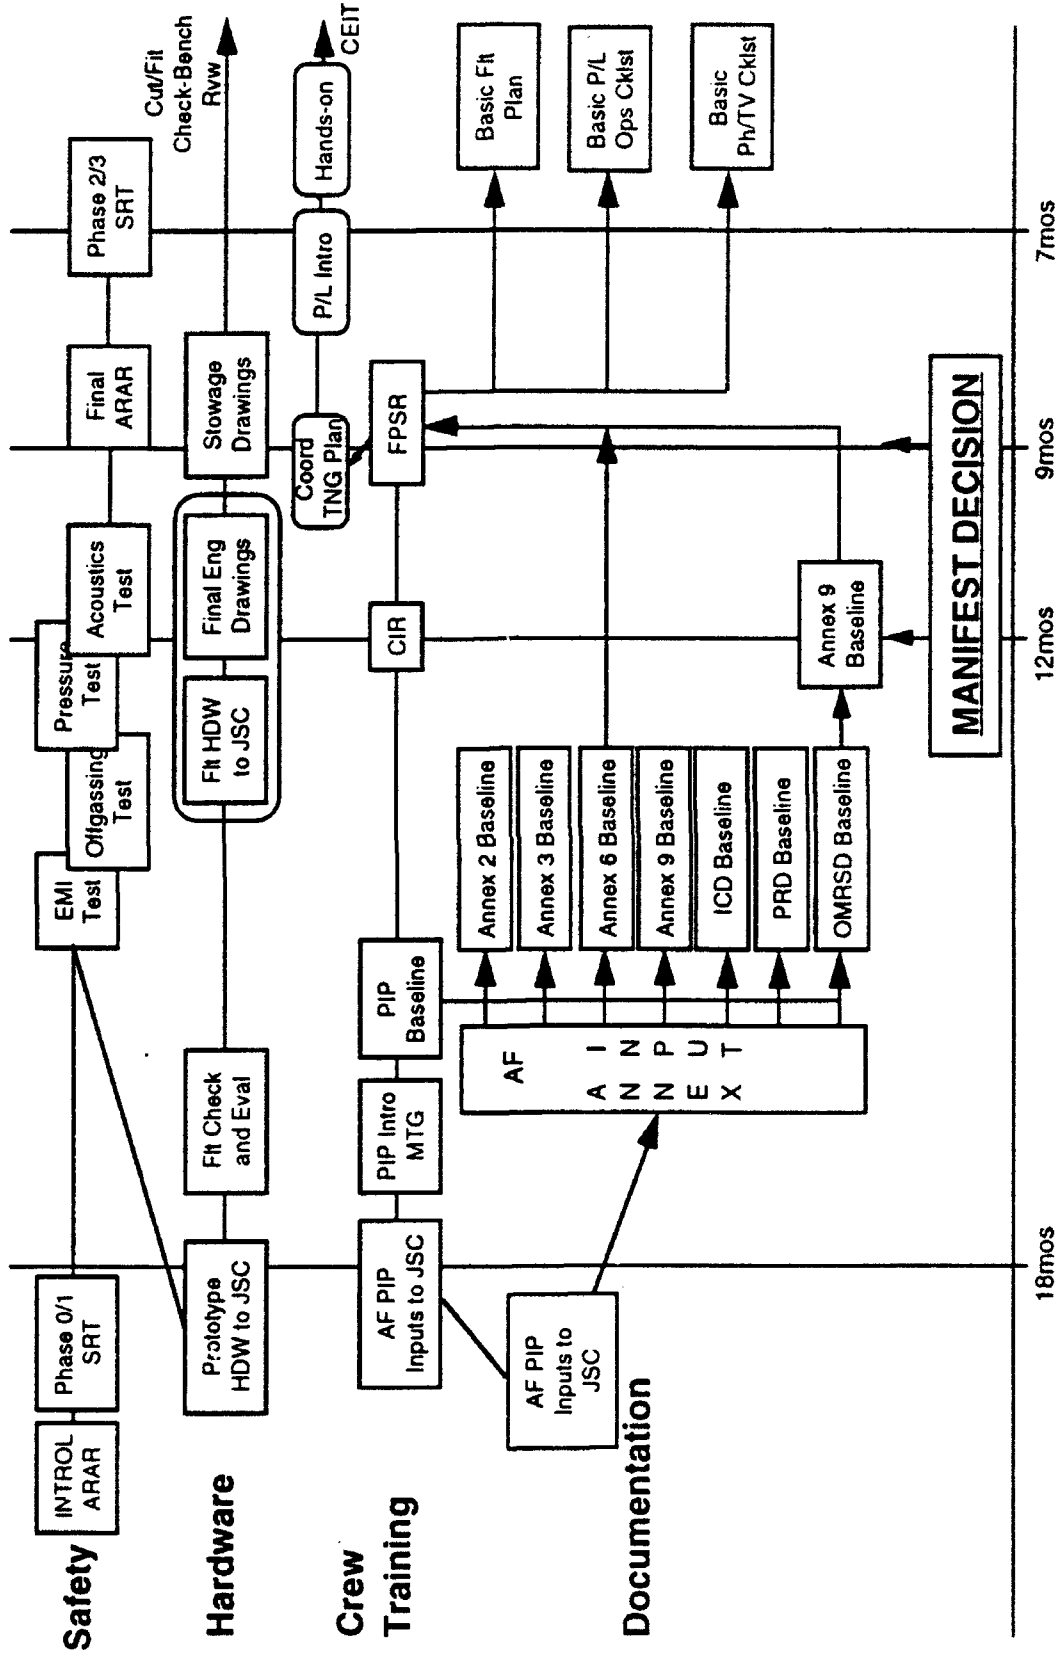 Safety
INTROL
ARAR
Phase 0/1
SRT
EMI
Test
Offgassing
Test
Pressure
Test
Acoustics
Test
Final
ARAR
Phase 2/3
SRT
Hardware
Prototype
HDW to JSC
Flt Check
and Eval
Flt HDW
to JSC
Final Eng
Drawings
Stowage
Drawings
Cut/Fit
Check-Bench
Rvw
Crew
Training
Coord
TNG Plan
P/L Intro
Hands-on
CEIT
AF PIP
Inputs to JSC
PIP Intro
MTG
PIP
Baseline
CIR
FPSR
Documentation
AF PIP
Inputs to
JSC
AF
A I
N N
N P
E U
X T
Annex 2 Baseline
Annex 3 Baseline
Annex 6 Baseline
Annex 9 Baseline
ICD Baseline
PRD Baseline
OMRSD Baseline
Annex 9
Baseline
Basic Flt
Plan
Basic P/L
Ops Cklst
Basic
Ph/TV Cklst
MANIFEST DECISION
18mos
12mos
9mos
7mos